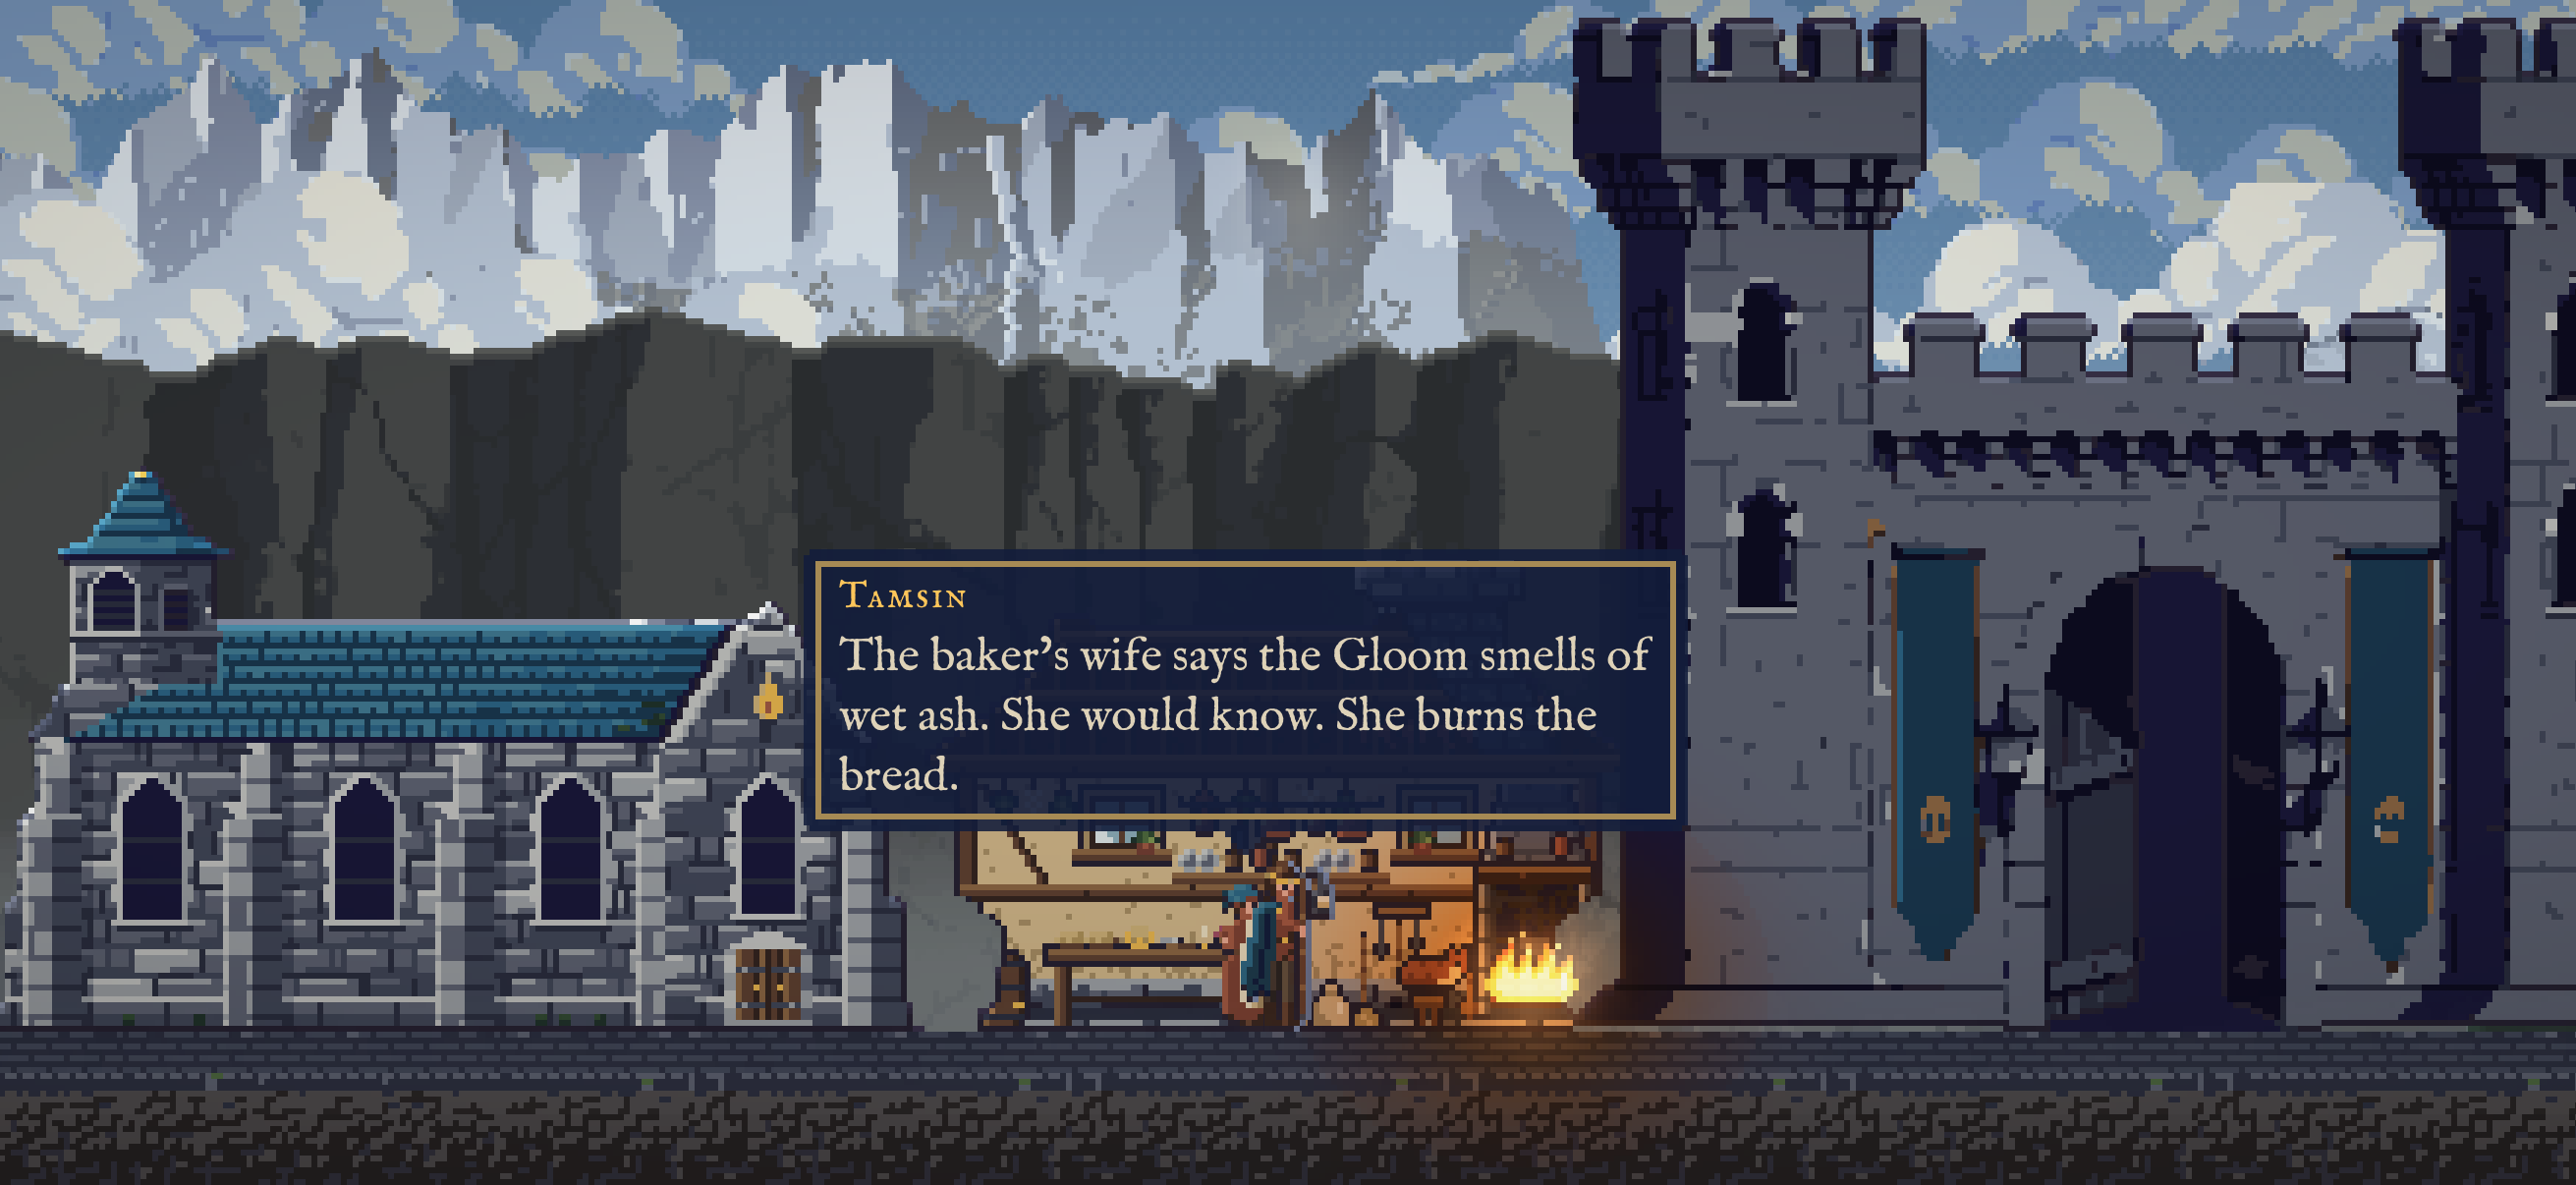 Tamsin
The baker’s wife says the Gloom smells of
wet ash. She would know. She burns the
bread.